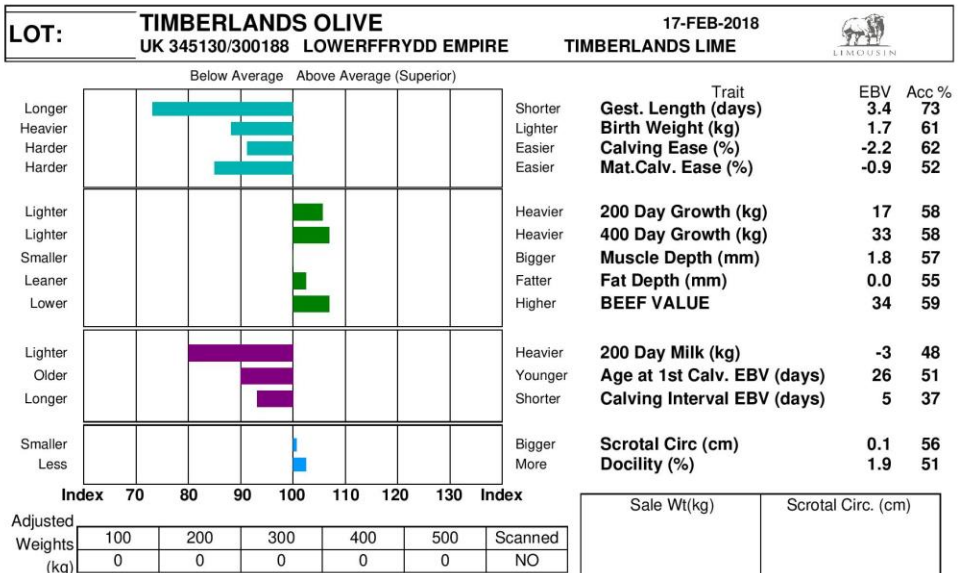 LOT:
TIMBERLANDS OLIVE
17-FEB-2018
UK 345130/300188 LOWERFFRYDD EMPIRE TIMBERLANDS LIME
LIMOUSIN
Below Average Above Average (Superior)
Trait EBV Acc %
Longer Shorter Gest. Length (days) 3.4 73
Heavier Lighter Birth Weight (kg) 1.7 61
Harder Easier Calving Ease (%) -2.2 62
Harder Easier Mat.Calv. Ease (%) -0.9 52
Lighter Heavier 200 Day Growth (kg) 17 58
Lighter Heavier 400 Day Growth (kg) 33 58
Smaller Bigger Muscle Depth (mm) 1.8 57
Leaner Fatter Fat Depth (mm) 0.0 55
Lower Higher BEEF VALUE 34 59
Lighter Heavier 200 Day Milk (kg) -3 48
Older Younger Age at 1st Calv. EBV (days) 26 51
Longer Shorter Calving Interval EBV (days) 5 37
Smaller Bigger Scrotal Circ (cm) 0.1 56
Less More Docility (%) 1.9 51
Index 70 80 90 100 110 120 130 Index
Sale Wt(kg) Scrotal Circ. (cm)
Adjusted Weights (kg)
100 200 300 400 500 Scanned
0 0 0 0 0 NO